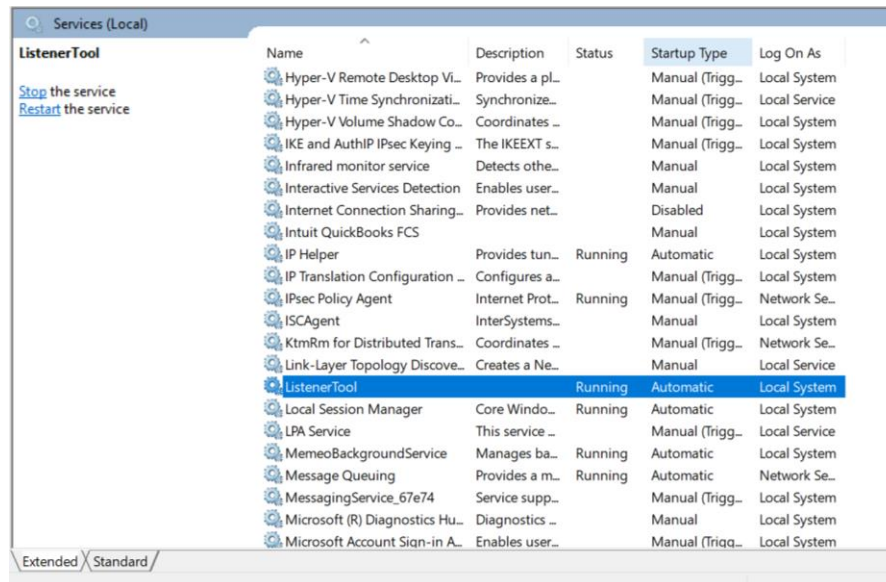 Services (Local)
ListenerTool
Stop the service
Restart the service
Name Description Status Startup Type Log On As
Hyper-V Remote Desktop Vi... Provides a pl... Manual (Trigg... Local System
Hyper-V Time Synchronizati... Synchronize... Manual (Trigg... Local Service
Hyper-V Volume Shadow Co... Coordinates ... Manual (Trigg... Local System
IKE and AuthIP IPsec Keying ... The IKEEXT s... Manual (Trigg... Local System
Infrared monitor service Detects othe... Manual Local System
Interactive Services Detection Enables user... Manual Local System
Internet Connection Sharing... Provides net... Disabled Local System
Intuit QuickBooks FCS Manual Local System
IP Helper Provides tun... Running Automatic Local System
IP Translation Configuration ... Configures a... Manual (Trigg... Local System
IPsec Policy Agent Internet Prot... Running Manual (Trigg... Network Se...
ISCAgent InterSystems... Manual Local System
KtmRm for Distributed Trans... Coordinates ... Manual (Trigg... Network Se...
Link-Layer Topology Discove... Creates a Ne... Manual Local Service
ListenerTool Running Automatic Local System
Local Session Manager Core Windo... Running Automatic Local System
LPA Service This service ... Manual (Trigg... Local Service
MemeoBackgroundService Manages ba... Running Automatic Local System
Message Queuing Provides a m... Running Automatic Network Se...
MessagingService_67e74 Service supp... Manual (Trigg... Local System
Microsoft (R) Diagnostics Hu... Diagnostics ... Manual Local System
Microsoft Account Sign-in A... Enables user... Manual (Trigg... Local System
Extended Standard